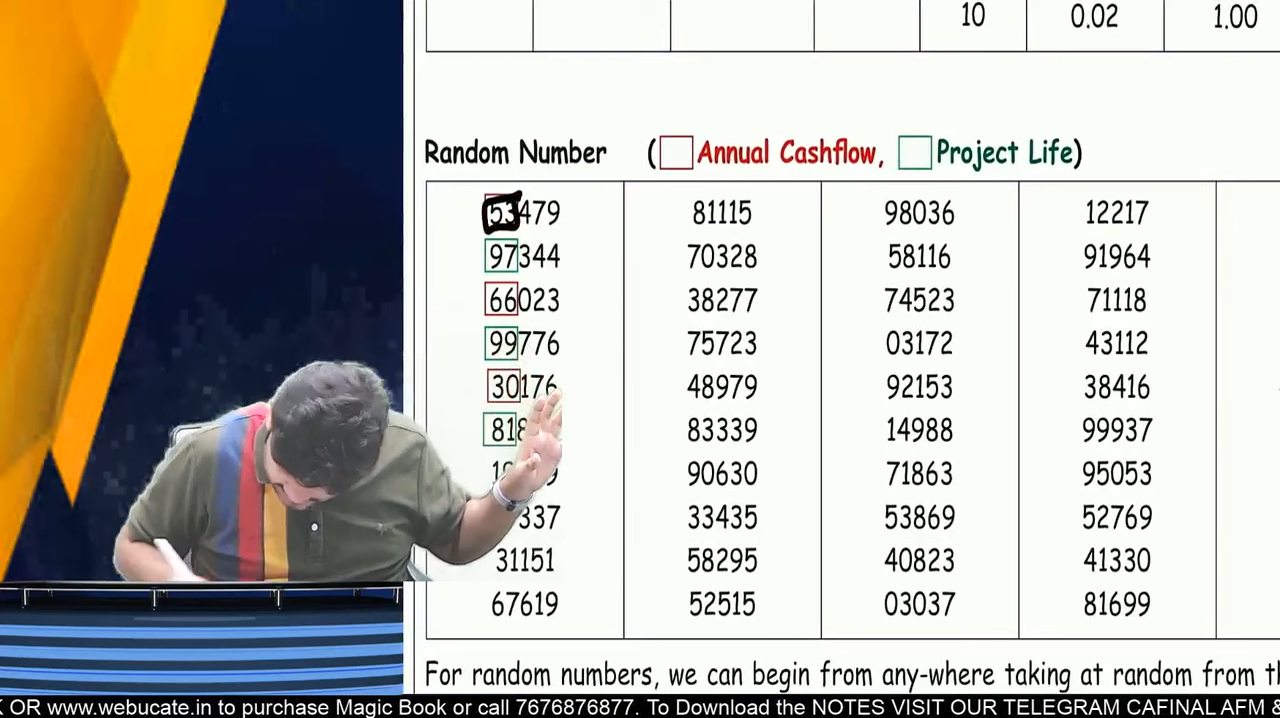 10 0.02 1.00
Random Number ( Annual Cashflow, Project Life)
53479 81115 98036 12217
97344 70328 58116 91964
66023 38277 74523 71118
99776 75723 03172 43112
30176 48979 92153 38416
81 83339 14988 99937
90630 71863 95053
337 33435 53869 52769
31151 58295 40823 41330
67619 52515 03037 81699
For random numbers, we can begin from any-where taking at random from
OR www.webucate.in to purchase Magic Book or call 7676876877. To Download the NOTES VISIT OUR TELEGRAM CAFINAL AFM &